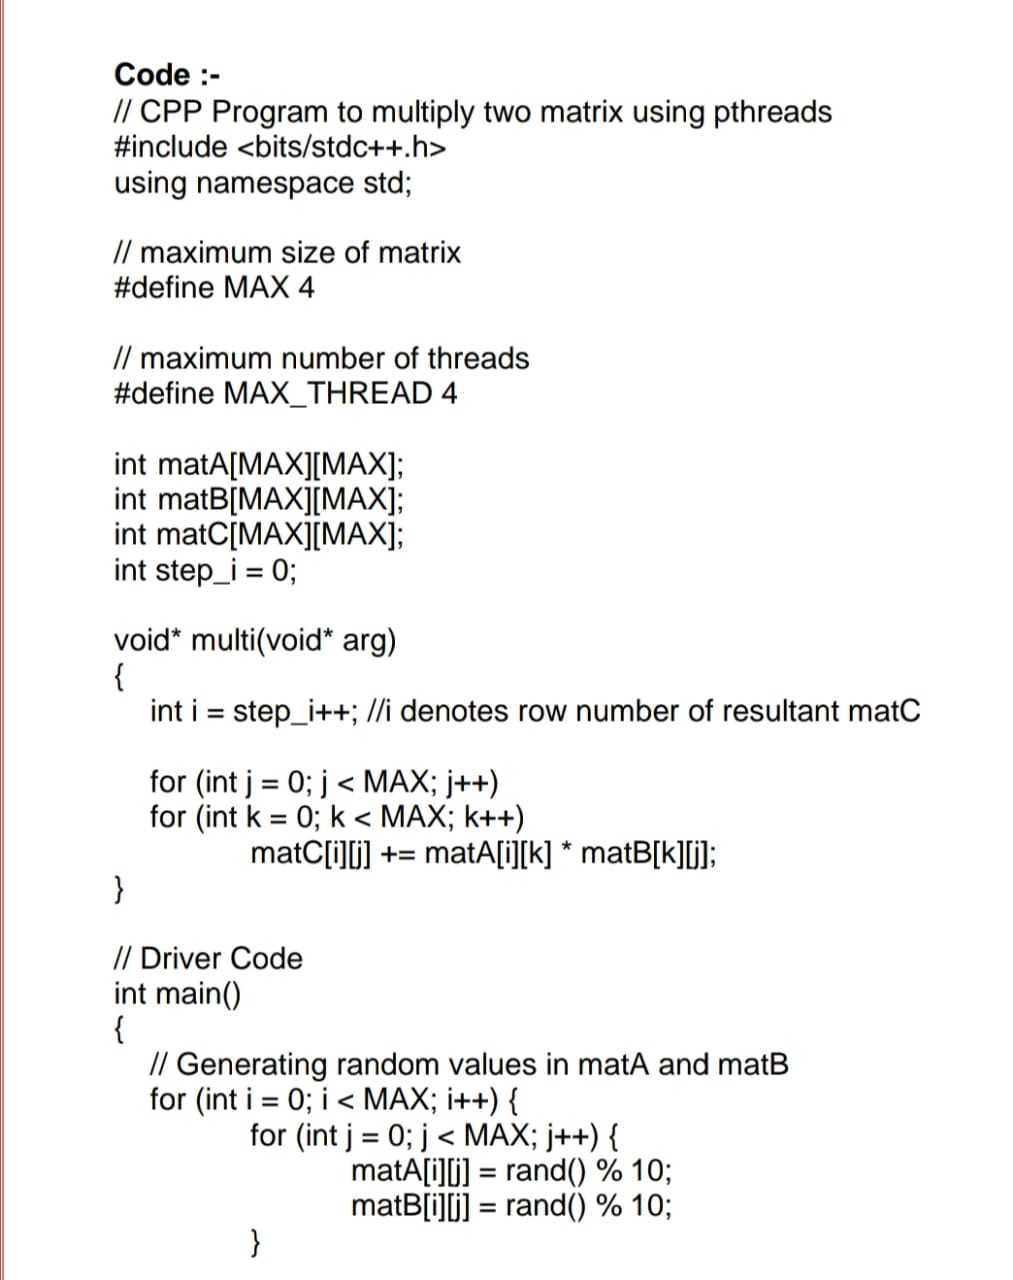 Code :-
// CPP Program to multiply two matrix using pthreads
#include <bits/stdc++.h>
using namespace std;
// maximum size of matrix
#define MAX 4
// maximum number of threads
#define MAX_THREAD 4
int matA[MAX][MAX];
int matB[MAX][MAX];
int matC[MAX][MAX];
int step_i = 0;
void* multi(void* arg)
{
int i = step_i++; //i denotes row number of resultant matC
for (int j = 0; j < MAX; j++)
for (int k = 0; k < MAX; k++)
matC[i][j] += matA[i][k] * matB[k][j];
}
// Driver Code
int main()
{
// Generating random values in matA and matB
for (int i = 0; i < MAX; i++) {
for (int j = 0; j < MAX; j++) {
matA[i][j] = rand() % 10;
matB[i][j] = rand() % 10;
}